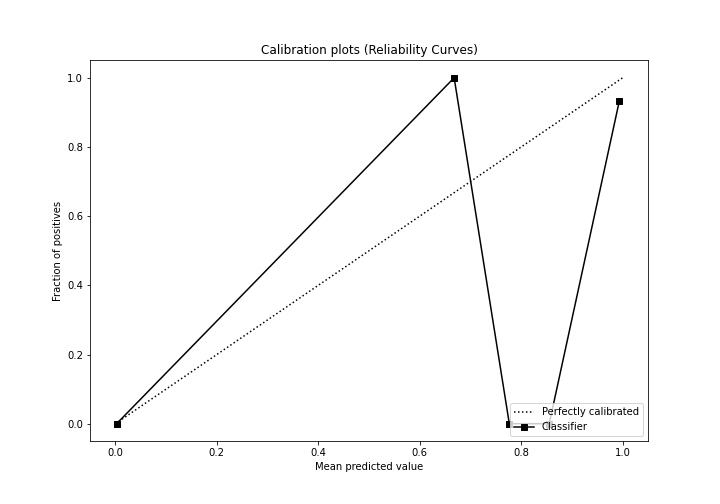 Calibration plots (Reliability Curves)
Fraction of positives
1.0
0.8
0.6
0.4
0.2
0.0
Perfectly calibrated
Classifier
0.0 0.2 0.4 0.6 0.8 1.0
Mean predicted value